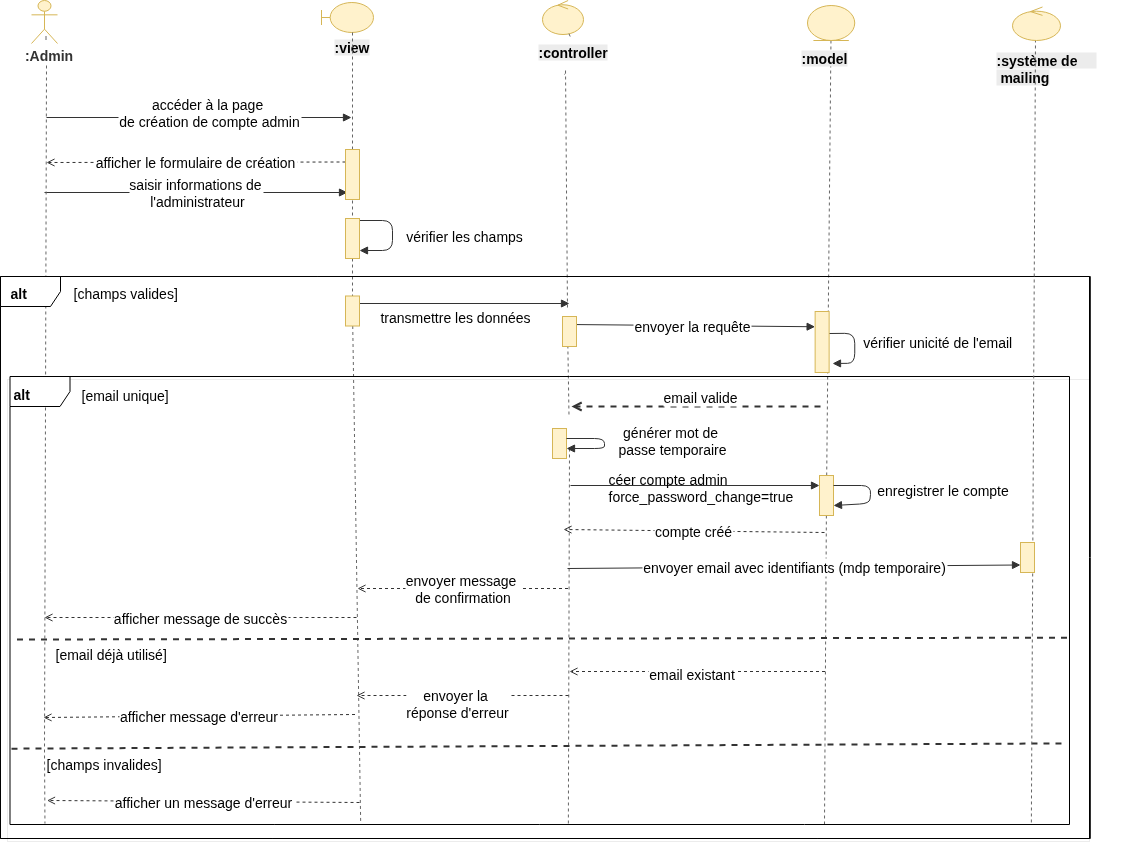 :Admin
:view
:controller
:model
:système de
mailing
accéder à la page
de création de compte admin
afficher le formulaire de création
saisir informations de
l'administrateur
vérifier les champs
alt
[champs valides]
transmettre les données
envoyer la requête
vérifier unicité de l'email
alt
[email unique]
email valide
générer mot de
passe temporaire
céer compte admin
force_password_change=true
enregistrer le compte
compte créé
envoyer email avec identifiants (mdp temporaire)
envoyer message
de confirmation
afficher message de succès
[email déjà utilisé]
email existant
envoyer la
réponse d'erreur
afficher message d'erreur
[champs invalides]
afficher un message d'erreur